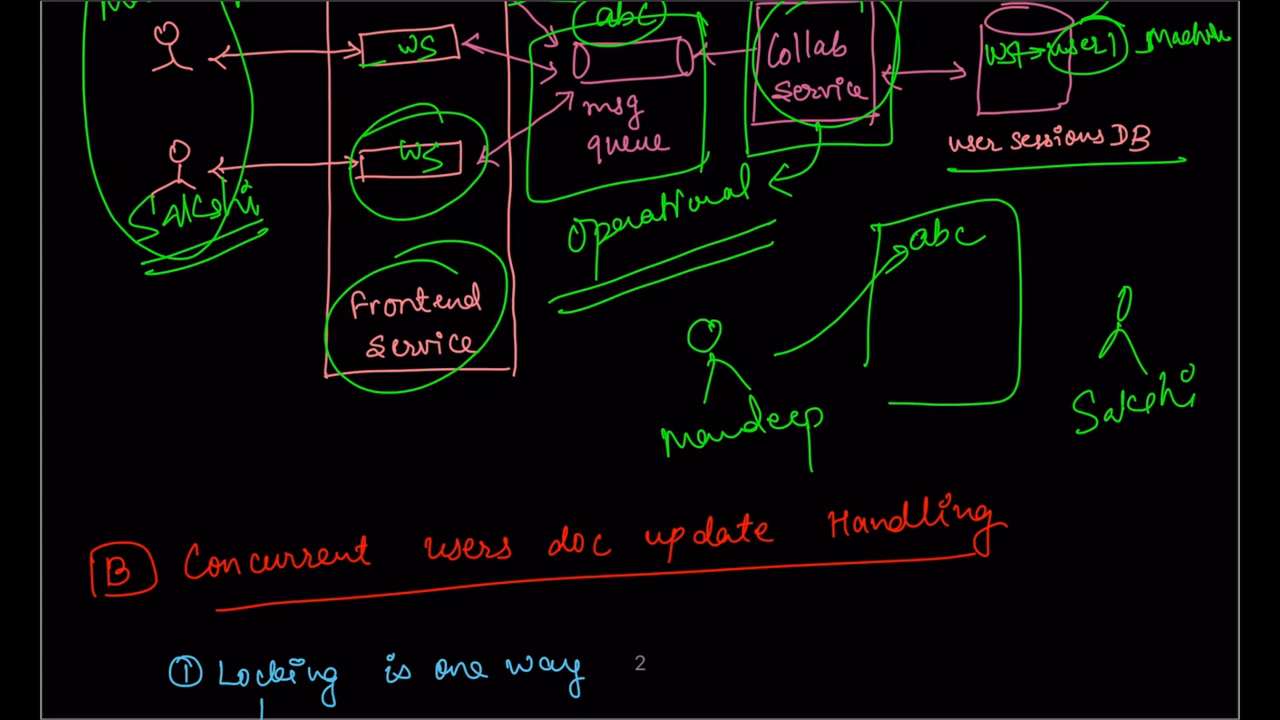 abc
WS
Collab
service
WS → user1
Machine
msg
queue
user sessions DB
WS
Sakshi
operational
abc
Frontend
service
Mandeep
Sakshi
B Concurrent users doc update Handling
① Locking is one way
2